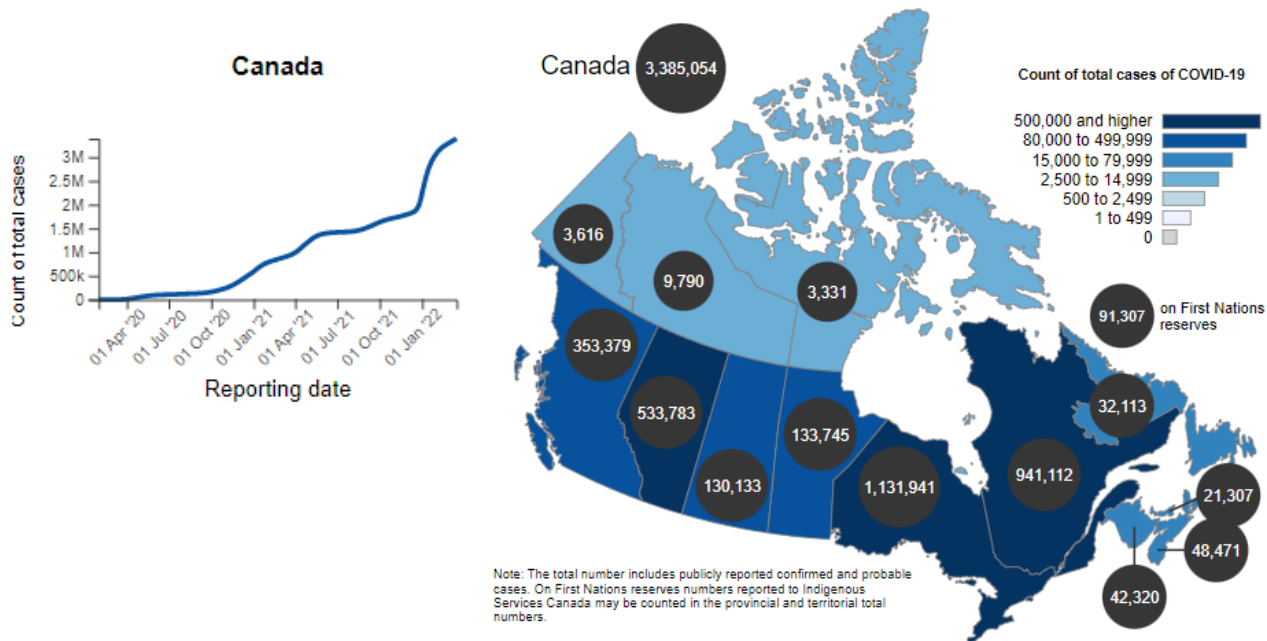 Canada
Count of total cases
3M
2.5M
2M
1.5M
1M
500k
0
01 Apr '20
01 Jul '20
01 Oct '20
01 Jan '21
01 Apr '21
01 Jul '21
01 Oct '21
01 Jan '22
Reporting date
Canada
3,385,054
Count of total cases of COVID-19
500,000 and higher
80,000 to 499,999
15,000 to 79,999
2,500 to 14,999
500 to 2,499
1 to 499
0
91,307
on First Nations
reserves
3,616
9,790
3,331
353,379
533,783
130,133
133,745
1,131,941
941,112
32,113
21,307
48,471
42,320
Note: The total number includes publicly reported confirmed and probable
cases. On First Nations reserves numbers reported to Indigenous
Services Canada may be counted in the provincial and territorial total
numbers.